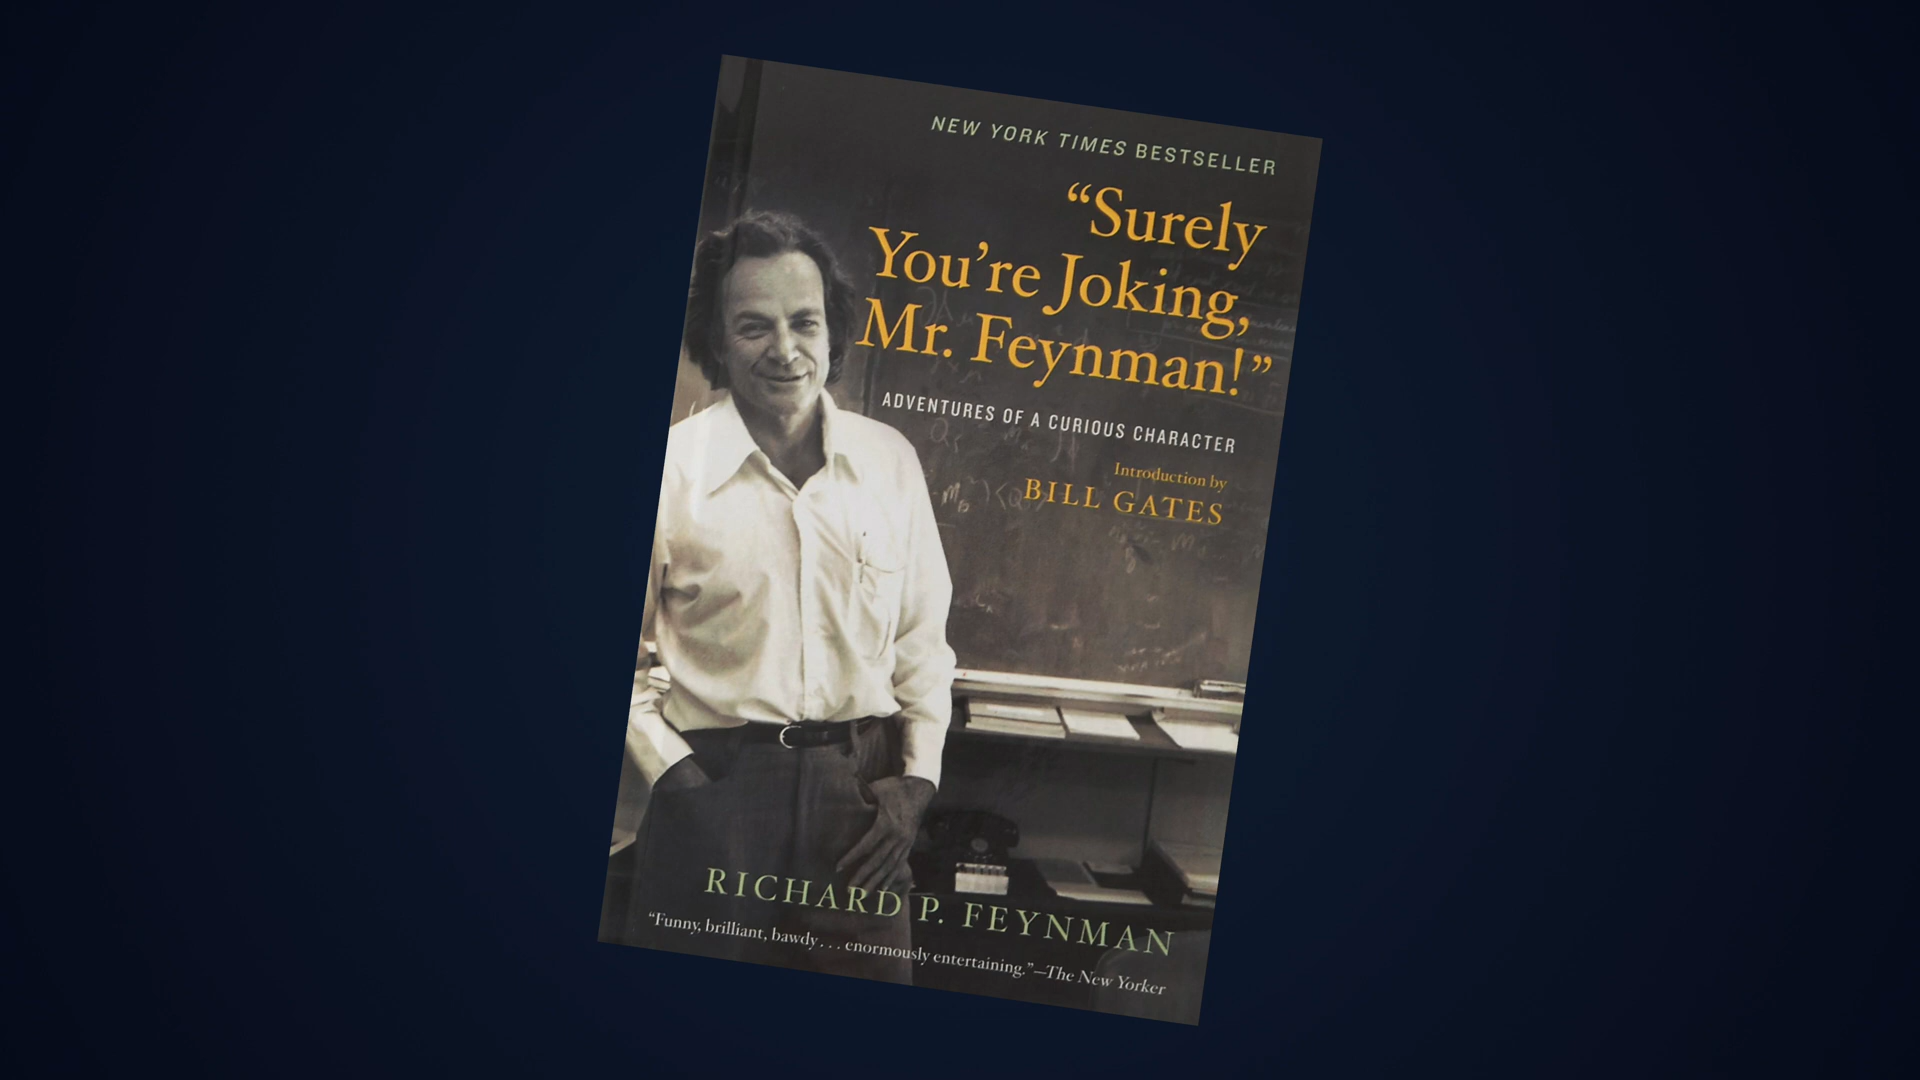 NEW YORK TIMES BESTSELLER
“Surely
You’re Joking,
Mr. Feynman!”
ADVENTURES OF A CURIOUS CHARACTER
Introduction by
BILL GATES
RICHARD P. FEYNMAN
“Funny, brilliant, bawdy . . . enormously entertaining.”—The New Yorker